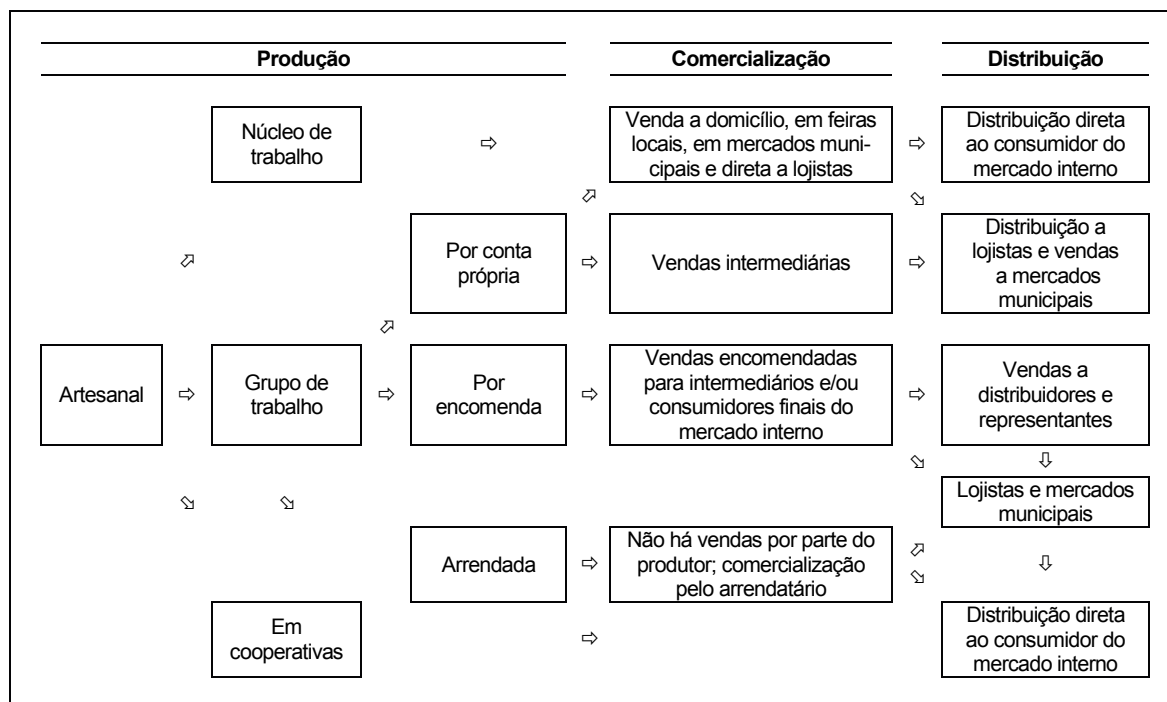 Produção
Comercialização
Distribuição
Núcleo de
trabalho
Venda a domicílio, em feiras
locais, em mercados muni-
cipais e direta a lojistas
Distribuição direta
ao consumidor do
mercado interno
Por conta
própria
Vendas intermediárias
Distribuição a
lojistas e vendas
a mercados
municipais
Artesanal
Grupo de
trabalho
Por
encomenda
Vendas encomendadas
para intermediários e/ou
consumidores finais do
mercado interno
Vendas a
distribuidores e
representantes
Lojistas e mercados
municipais
Arrendada
Não há vendas por parte do
produtor; comercialização
pelo arrendatário
Em
cooperativas
Distribuição direta
ao consumidor do
mercado interno